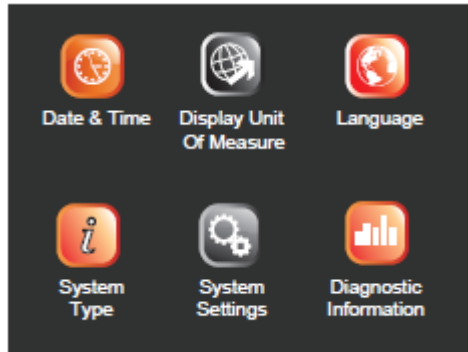 Date & Time
Display Unit
Of Measure
Language
i
System
Type
System
Settings
Diagnostic
Information